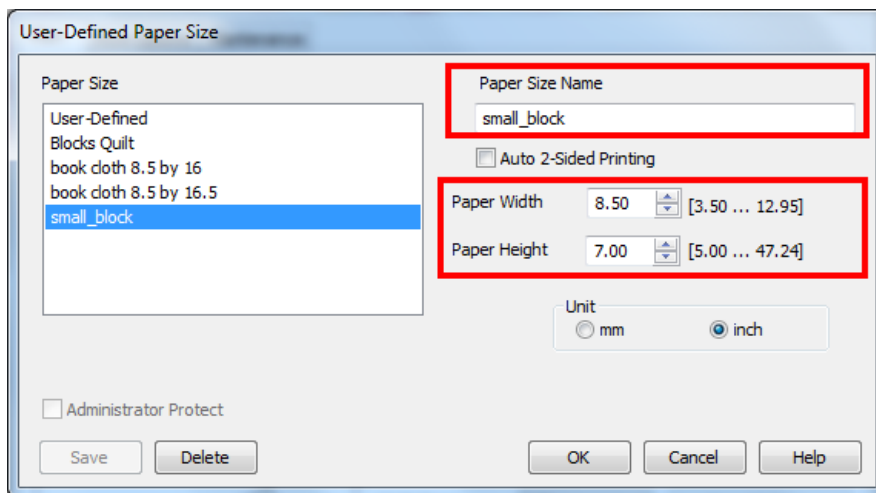 User-Defined Paper Size
Paper Size
User-Defined
Blocks Quilt
book cloth 8.5 by 16
book cloth 8.5 by 16.5
small_block
Paper Size Name
small_block
Auto 2-Sided Printing
Paper Width 8.50 [3.50 ... 12.95]
Paper Height 7.00 [5.00 ... 47.24]
Unit
mm inch
Administrator Protect
Save Delete OK Cancel Help